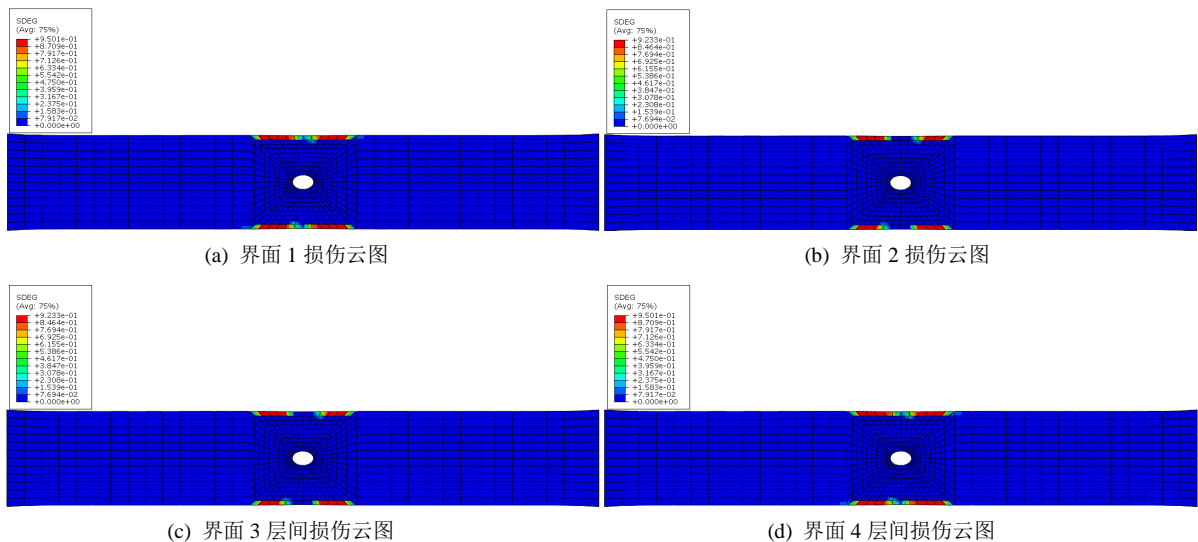 SDEG
(Avg: 75%)
+9.501e-01
+8.709e-01
+7.917e-01
+7.126e-01
+6.334e-01
+5.542e-01
+4.750e-01
+3.959e-01
+3.167e-01
+2.375e-01
+1.583e-01
+7.917e-02
+0.000e+00
(a) 界面 1 损伤云图
SDEG
(Avg: 75%)
+9.233e-01
+8.464e-01
+7.694e-01
+6.925e-01
+6.155e-01
+5.386e-01
+4.617e-01
+3.847e-01
+3.078e-01
+2.308e-01
+1.539e-01
+7.694e-02
+0.000e+00
(b) 界面 2 损伤云图
SDEG
(Avg: 75%)
+9.233e-01
+8.464e-01
+7.694e-01
+6.925e-01
+6.155e-01
+5.386e-01
+4.617e-01
+3.847e-01
+3.078e-01
+2.308e-01
+1.539e-01
+7.694e-02
+0.000e+00
(c) 界面 3 层间损伤云图
SDEG
(Avg: 75%)
+9.501e-01
+8.709e-01
+7.917e-01
+7.126e-01
+6.334e-01
+5.542e-01
+4.750e-01
+3.959e-01
+3.167e-01
+2.375e-01
+1.583e-01
+7.917e-02
+0.000e+00
(d) 界面 4 层间损伤云图